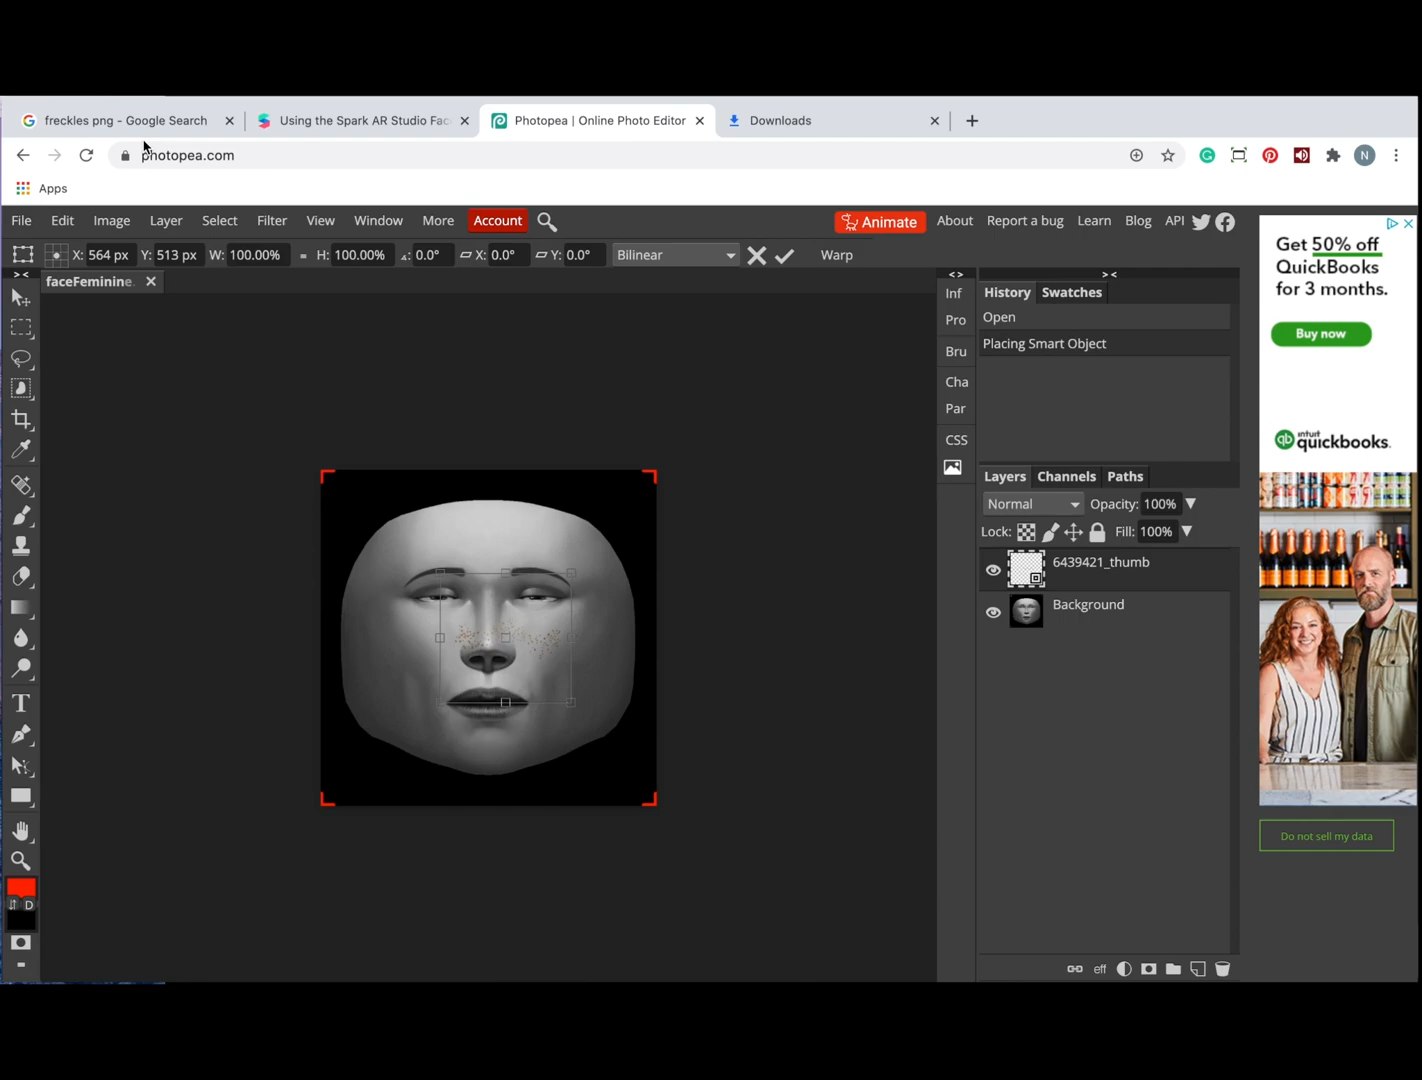 freckles png - Google Search
Using the Spark AR Studio Fac
Photopea | Online Photo Editor
Downloads
photopea.com
Apps
File Edit Image Layer Select Filter View Window More Account
Animate About Report a bug Learn Blog API
X: 564 px Y: 513 px W: 100.00% = H: 100.00% 0.0° X: 0.0° Y: 0.0° Bilinear Warp
> <
faceFeminine.
< >
> <
Inf
Pro
Bru
Cha
Par
CSS
History Swatches
Open
Placing Smart Object
Layers Channels Paths
Normal Opacity: 100%
Lock: Fill: 100%
6439421_thumb
Background
eff
T
D
Get 50% off
QuickBooks
for 3 months.
Buy now
qb intuit
quickbooks.
Do not sell my data
N